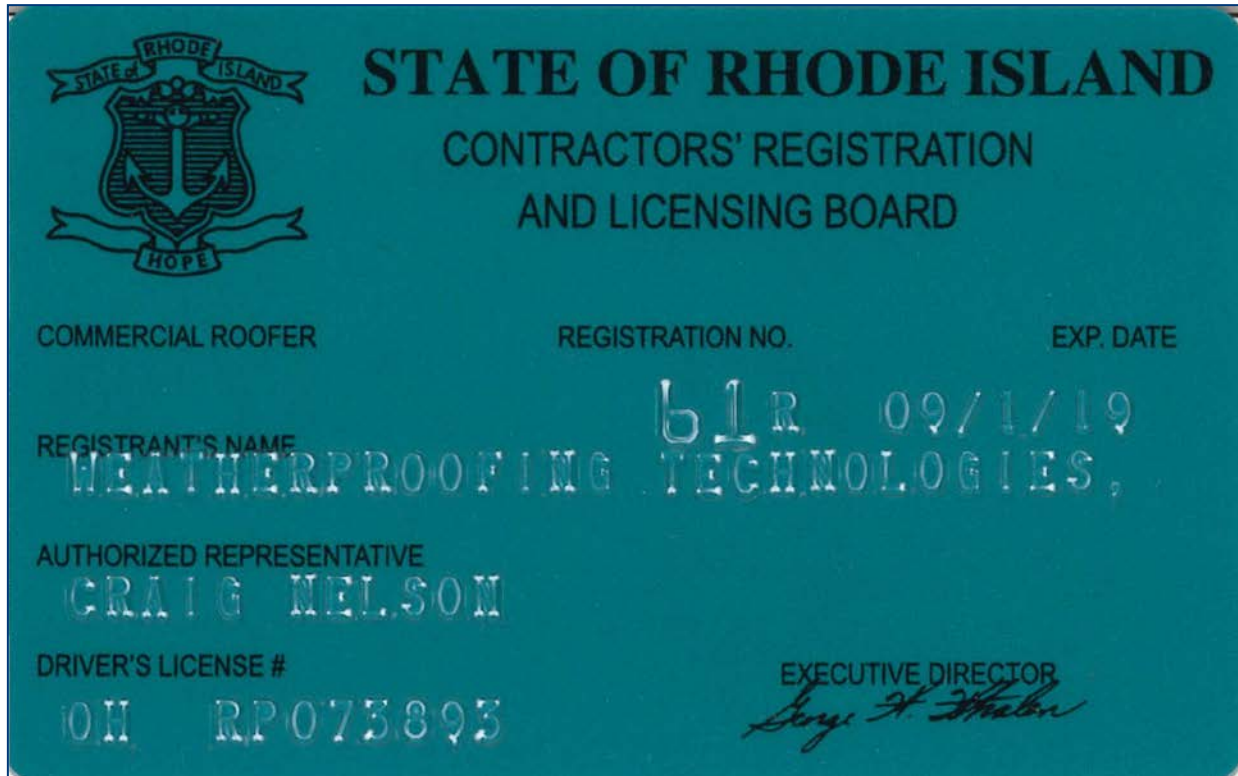 RHODE
STATE of ISLAND
HOPE
STATE OF RHODE ISLAND
CONTRACTORS' REGISTRATION
AND LICENSING BOARD
COMMERCIAL ROOFER REGISTRATION NO. EXP. DATE
61R 09/1/19
REGISTRANT'S NAME
WEATHERPROOFING TECHNOLOGIES,
AUTHORIZED REPRESENTATIVE
CRAIG NELSON
DRIVER'S LICENSE # EXECUTIVE DIRECTOR
OH RP073893 George H. Whalen